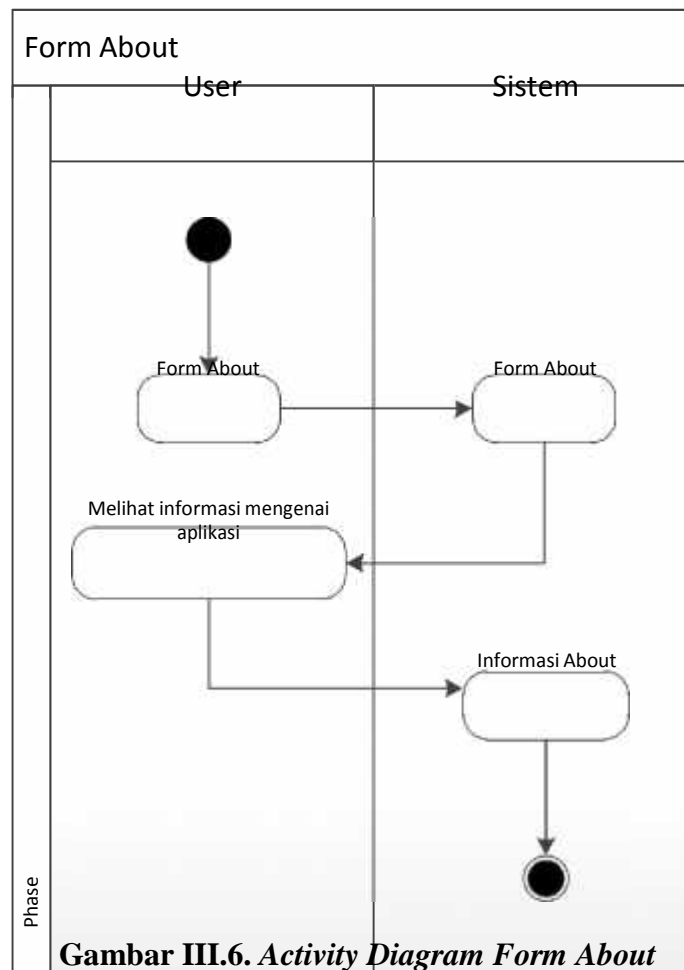 Form About
User
Sistem
Form About
Form About
Melihat informasi mengenai
aplikasi
Informasi About
Phase
Gambar III.6. Activity Diagram Form About